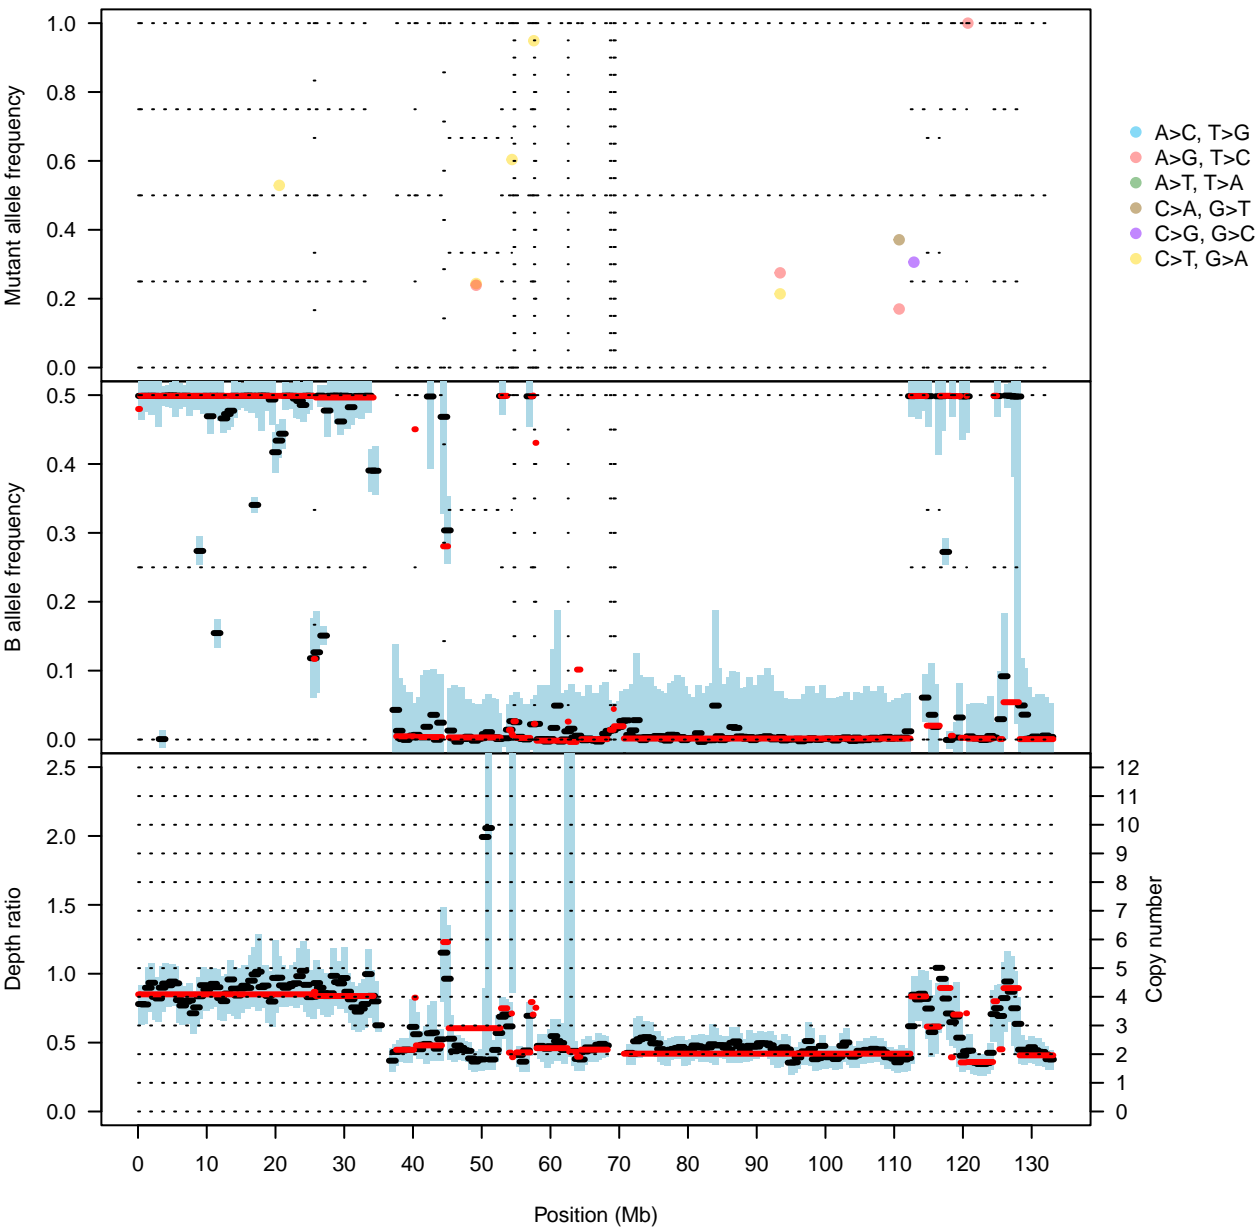 Mutant allele frequency
1.0
0.8
0.6
0.4
0.2
0.0
A>C, T>G
A>G, T>C
A>T, T>A
C>A, G>T
C>G, G>C
C>T, G>A
B allele frequency
0.5
0.4
0.3
0.2
0.1
0.0
Depth ratio
2.5
2.0
1.5
1.0
0.5
0.0
12
11
10
9
8
7
6
5
4
3
2
1
0
Copy number
0 10 20 30 40 50 60 70 80 90 100 110 120 130
Position (Mb)